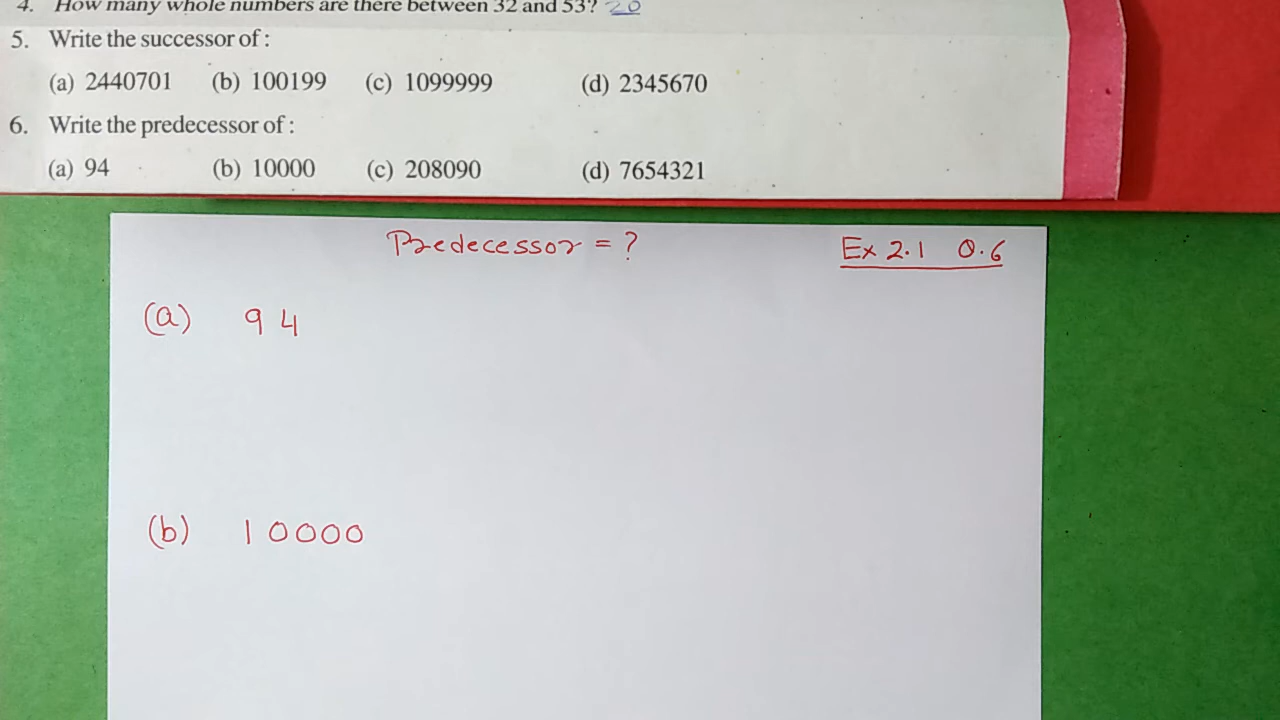 4. How many whole numbers are there between 32 and 53? 20
5. Write the successor of :
(a) 2440701 (b) 100199 (c) 1099999 (d) 2345670
6. Write the predecessor of :
(a) 94 (b) 10000 (c) 208090 (d) 7654321
Predecessor = ? Ex 2.1 Q.6
(a) 94
(b) 10000